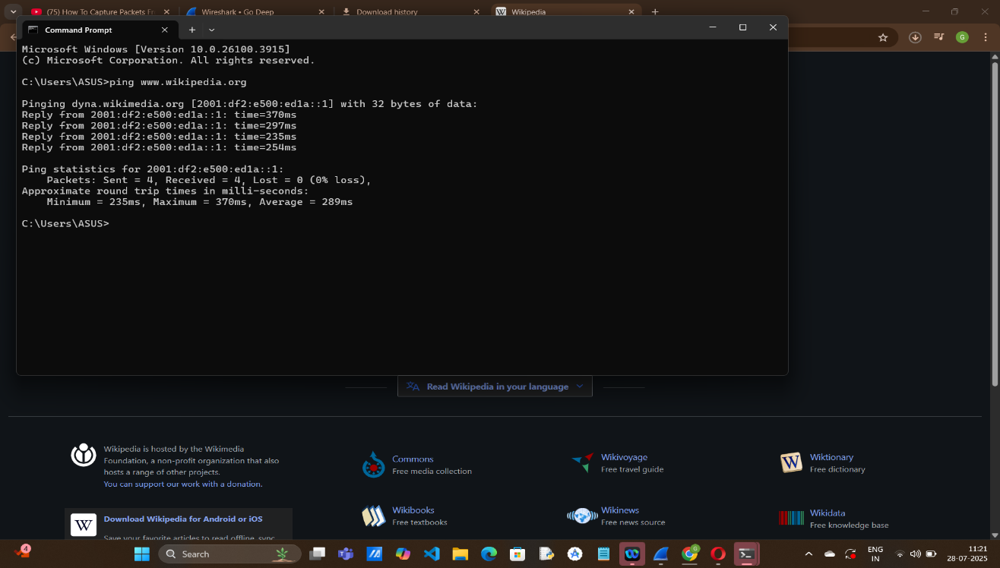 (75) How To Capture Packets Fr
Wireshark • Go Deep
Download history
Wikipedia
Command Prompt
G
Microsoft Windows [Version 10.0.26100.3915]
(c) Microsoft Corporation. All rights reserved.
C:\Users\ASUS>ping www.wikipedia.org
Pinging dyna.wikimedia.org [2001:df2:e500:ed1a::1] with 32 bytes of data:
Reply from 2001:df2:e500:ed1a::1: time=370ms
Reply from 2001:df2:e500:ed1a::1: time=297ms
Reply from 2001:df2:e500:ed1a::1: time=235ms
Reply from 2001:df2:e500:ed1a::1: time=254ms
Ping statistics for 2001:df2:e500:ed1a::1:
Packets: Sent = 4, Received = 4, Lost = 0 (0% loss),
Approximate round trip times in milli-seconds:
Minimum = 235ms, Maximum = 370ms, Average = 289ms
C:\Users\ASUS>
Read Wikipedia in your language
Wikipedia is hosted by the Wikimedia
Foundation, a non-profit organization that also
hosts a range of other projects.
You can support our work with a donation.
Download Wikipedia for Android or iOS
Save your favorite articles to read offline, sync
Commons
Free media collection
Wikivoyage
Free travel guide
Wiktionary
Free dictionary
Wikibooks
Free textbooks
Wikinews
Free news source
Wikidata
Free knowledge base
4
Search
ENG
IN
11:21
28-07-2025